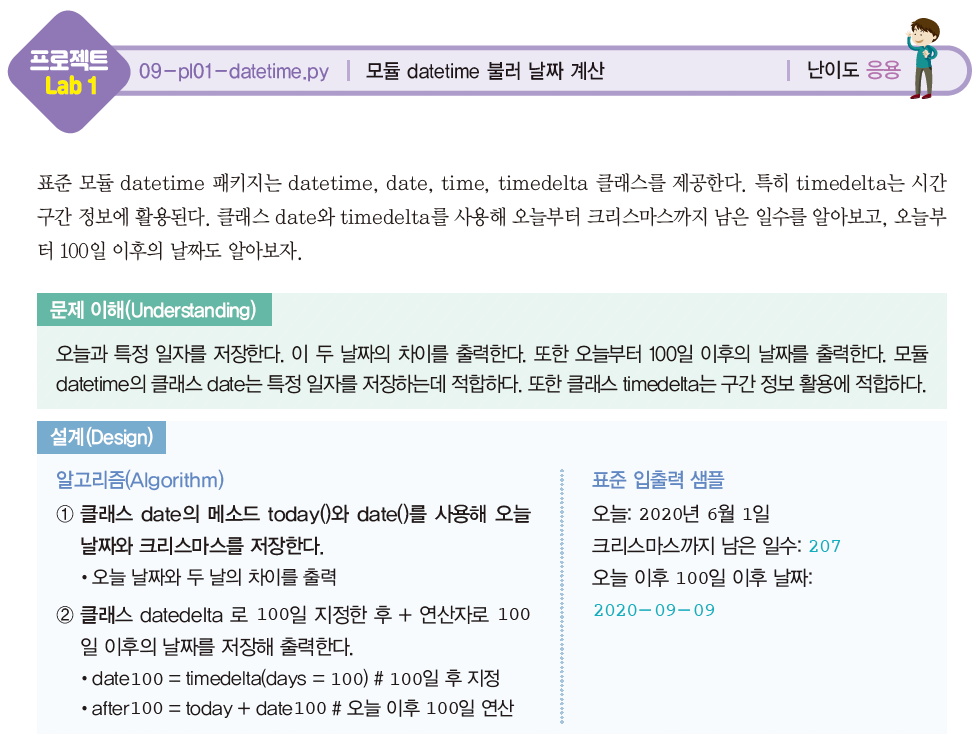 프로젝트
Lab 1
09-pl01-datetime.py | 모듈 datetime 불러 날짜 계산 | 난이도 응용
표준 모듈 datetime 패키지는 datetime, date, time, timedelta 클래스를 제공한다. 특히 timedelta는 시간
구간 정보에 활용된다. 클래스 date와 timedelta를 사용해 오늘부터 크리스마스까지 남은 일수를 알아보고, 오늘부
터 100일 이후의 날짜도 알아보자.
문제 이해(Understanding)
오늘과 특정 일자를 저장한다. 이 두 날짜의 차이를 출력한다. 또한 오늘부터 100일 이후의 날짜를 출력한다. 모듈
datetime의 클래스 date는 특정 일자를 저장하는데 적합하다. 또한 클래스 timedelta는 구간 정보 활용에 적합하다.
설계(Design)
알고리즘(Algorithm)
① 클래스 date의 메소드 today()와 date()를 사용해 오늘
날짜와 크리스마스를 저장한다.
• 오늘 날짜와 두 날의 차이를 출력
② 클래스 datedelta 로 100일 지정한 후 + 연산자로 100
일 이후의 날짜를 저장해 출력한다.
• date100 = timedelta(days = 100) # 100일 후 지정
• after100 = today + date100 # 오늘 이후 100일 연산
표준 입출력 샘플
오늘: 2020년 6월 1일
크리스마스까지 남은 일수: 207
오늘 이후 100일 이후 날짜:
2020-09-09